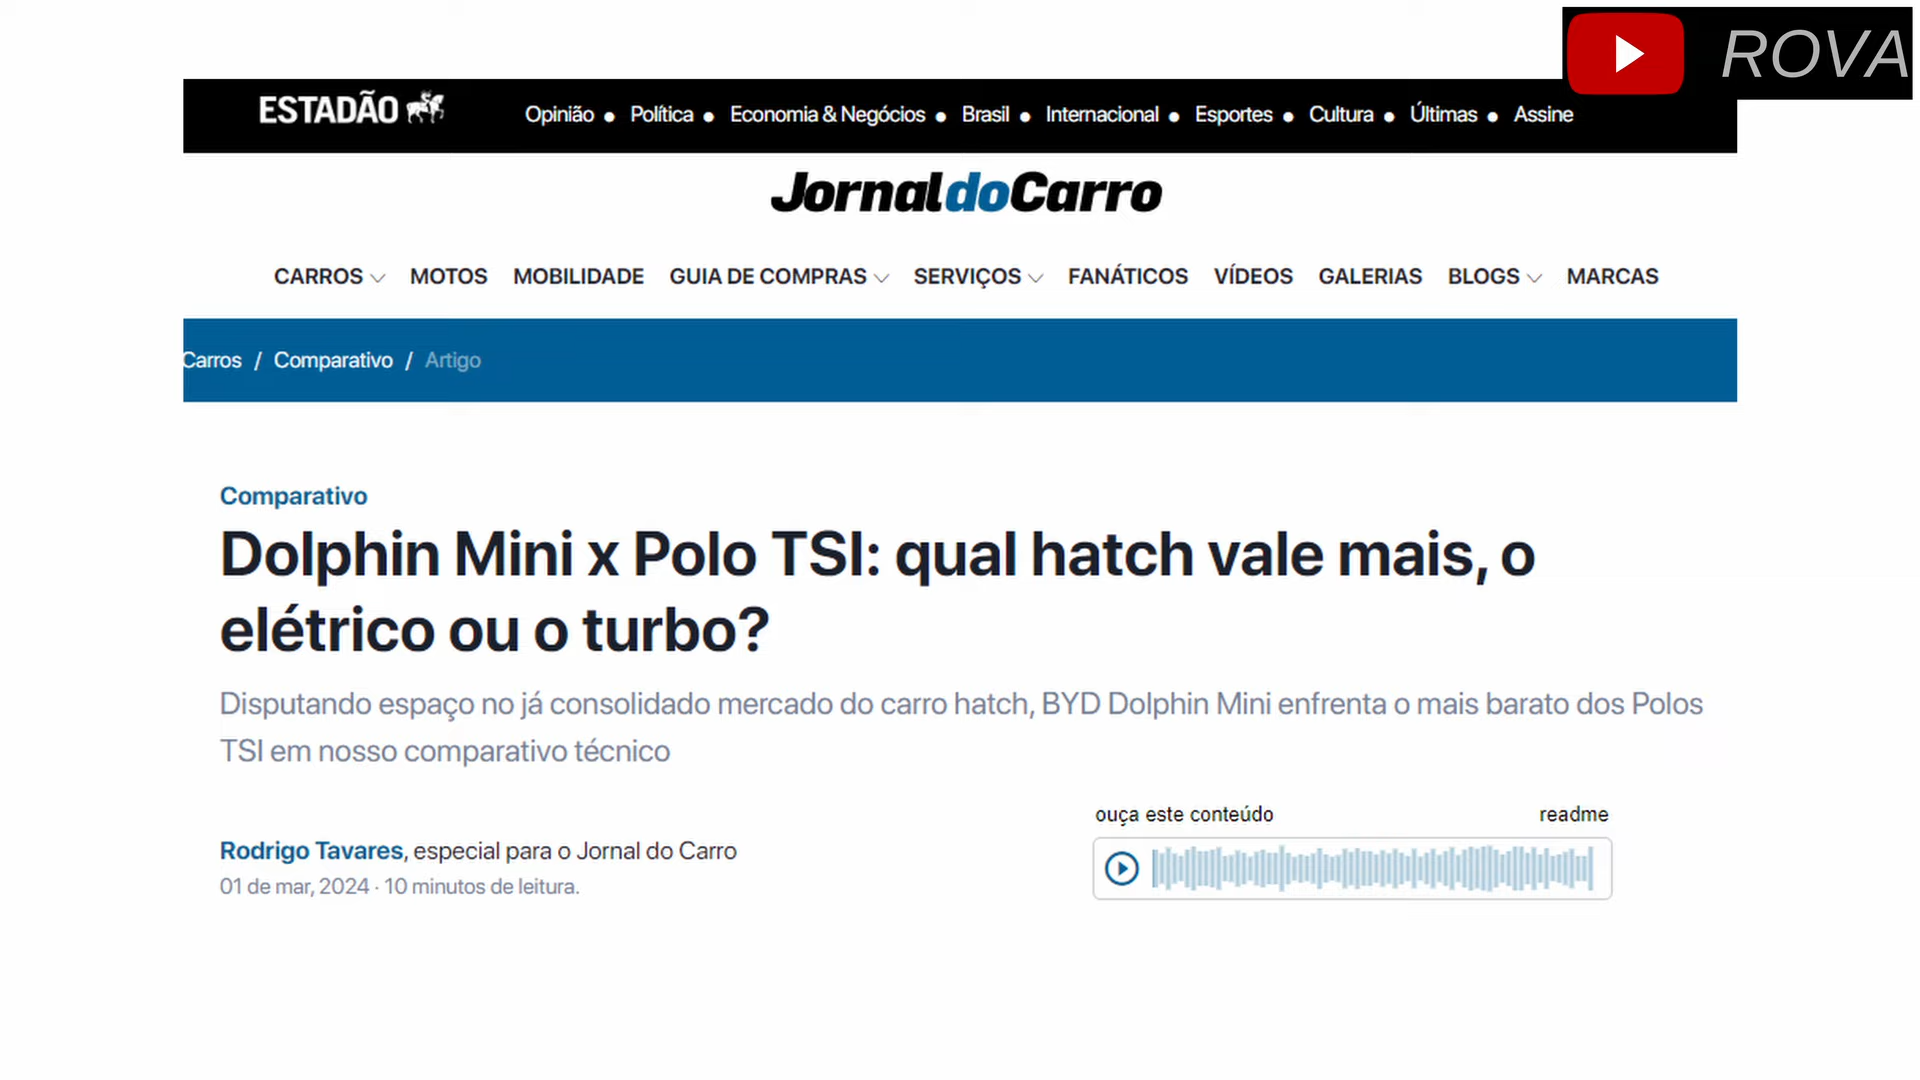 ROVA
ESTADÃO
Opinião • Política • Economia & Negócios • Brasil • Internacional • Esportes • Cultura • Últimas • Assine
Jornal do Carro
CARROS MOTOS MOBILIDADE GUIA DE COMPRAS SERVIÇOS FANÁTICOS VÍDEOS GALERIAS BLOGS MARCAS
Carros / Comparativo / Artigo
Comparativo
Dolphin Mini x Polo TSI: qual hatch vale mais, o
elétrico ou o turbo?
Disputando espaço no já consolidado mercado do carro hatch, BYD Dolphin Mini enfrenta o mais barato dos Polos
TSI em nosso comparativo técnico
ouça este conteúdo readme
Rodrigo Tavares, especial para o Jornal do Carro
01 de mar, 2024 · 10 minutos de leitura.